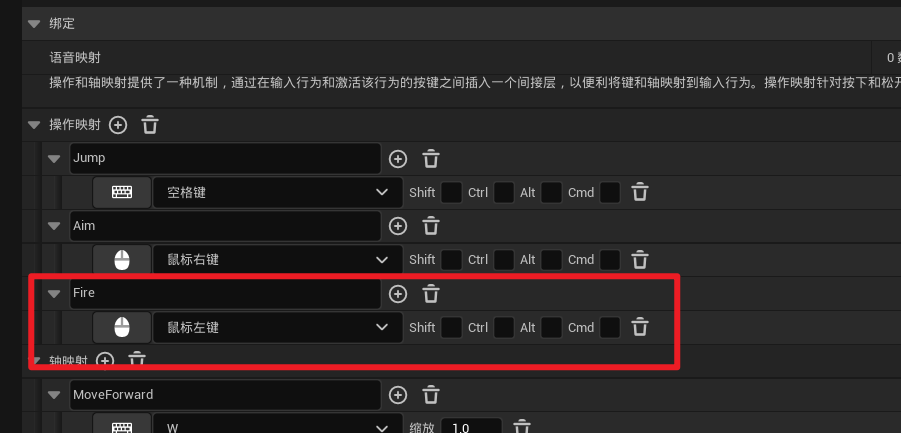 绑定
语音映射 0
操作和轴映射提供了一种机制，通过在输入行为和激活该行为的按键之间插入一个间接层，以便利将键和轴映射到输入行为。操作映射针对按下和松
操作映射
Jump
空格键 Shift Ctrl Alt Cmd
Aim
鼠标右键 Shift Ctrl Alt Cmd
Fire
鼠标左键 Shift Ctrl Alt Cmd
轴映射
MoveForward
W 缩放 1.0